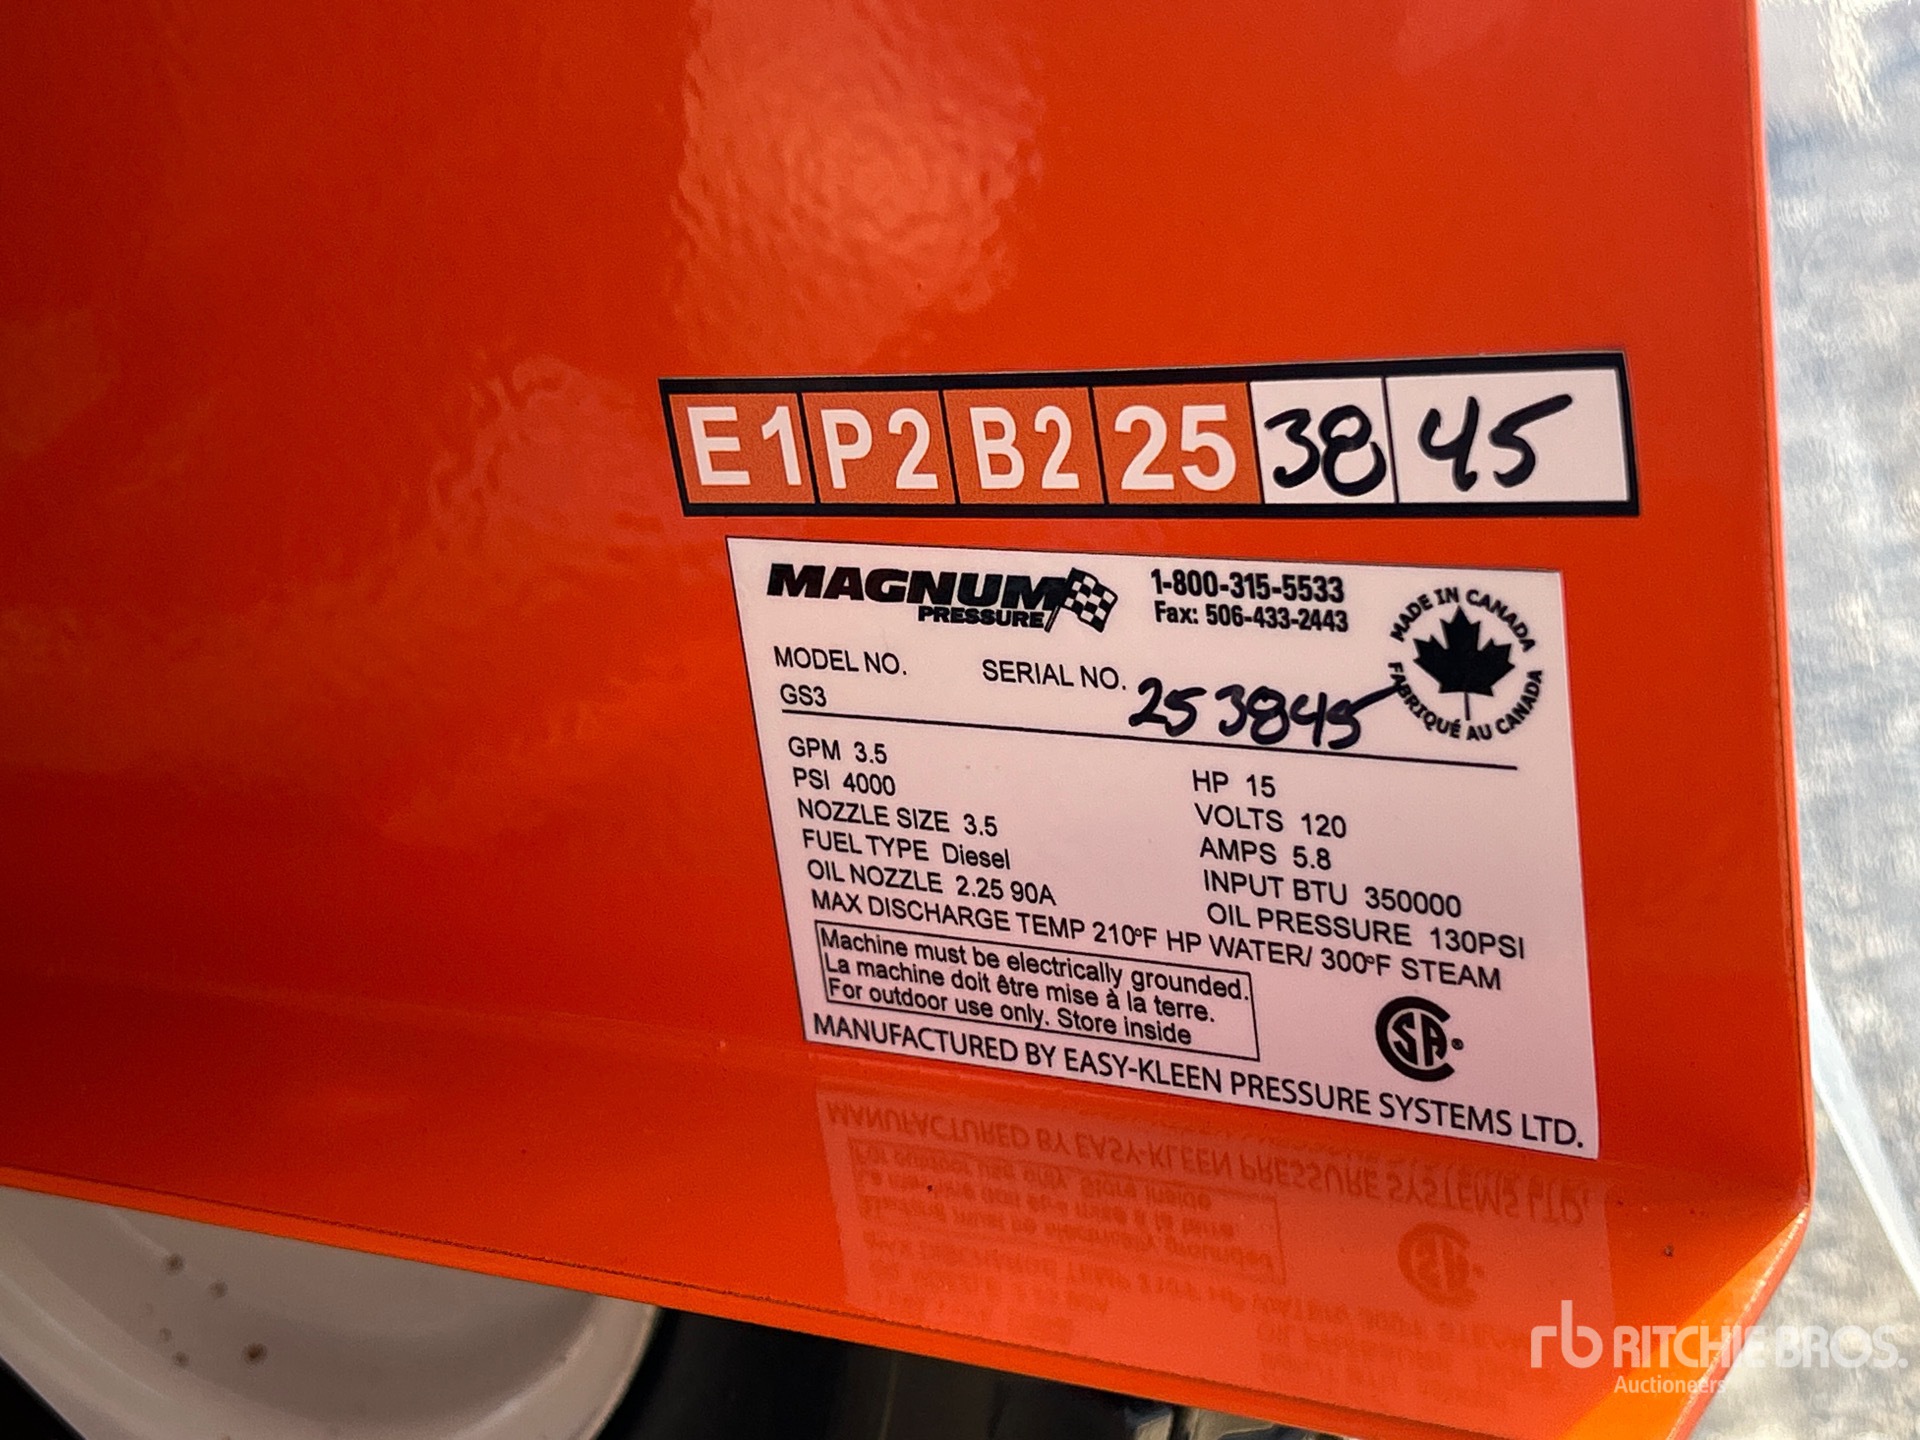 E1 P2 B2 25 38 45
MAGNUM
PRESSURE
1-800-315-5533
Fax: 506-433-2443
MADE IN CANADA
FABRIQUÉ AU CANADA
MODEL NO.
GS3
SERIAL NO. 253845
GPM 3.5
PSI 4000
NOZZLE SIZE 3.5
FUEL TYPE Diesel
OIL NOZZLE 2.25 90A
HP 15
VOLTS 120
AMPS 5.8
INPUT BTU 350000
OIL PRESSURE 130PSI
MAX DISCHARGE TEMP 210°F HP WATER/ 300°F STEAM
Machine must be electrically grounded.
La machine doit être mise à la terre.
For outdoor use only. Store inside
CSA®
MANUFACTURED BY EASY-KLEEN PRESSURE SYSTEMS LTD.
rb RITCHIE BROS.
Auctioneers